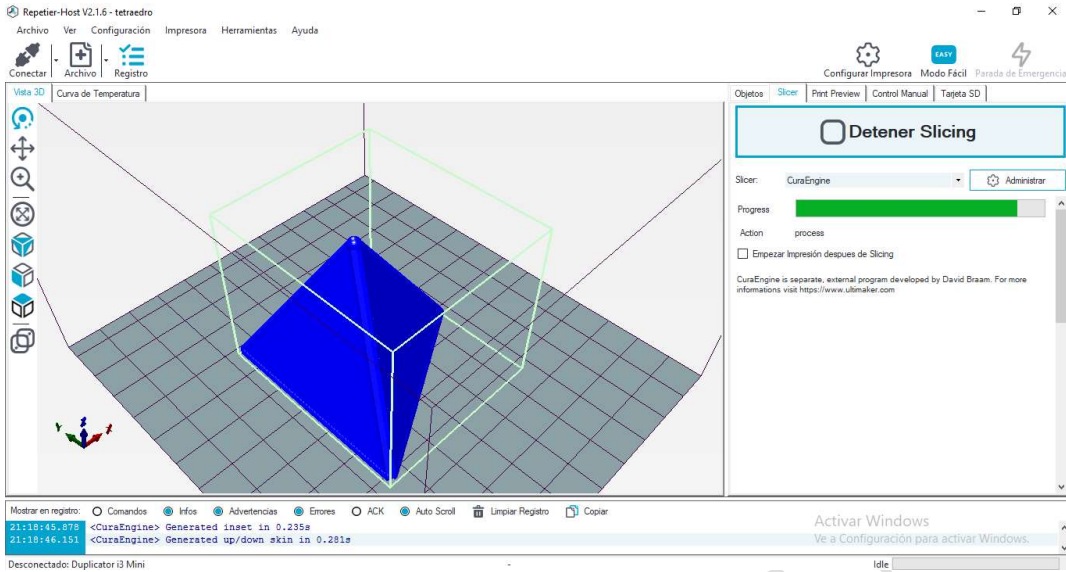 Repetier-Host V2.1.6 - tetraedro
Archivo Ver Configuración Impresora Herramientas Ayuda
Conectar Archivo Registro
Configurar Impresora EASY Modo Fácil Parada de Emergencia
Vista 3D Curva de Temperatura
Objetos Slicer Print Preview Control Manual Tarjeta SD
Detener Slicing
Slicer: CuraEngine Administrar
Progress
Action process
Empezar Impresión despues de Slicing
CuraEngine is separate, external program developed by David Braam. For more
informations visit https://www.ultimaker.com
Mostrar en registro: Comandos Infos Advertencias Errores ACK Auto Scroll Limpiar Registro Copiar
21:18:45.878 <CuraEngine> Generated inset in 0.235s
21:18:46.151 <CuraEngine> Generated up/down skin in 0.281s
Activar Windows
Ve a Configuración para activar Windows.
Desconectado: Duplicator i3 Mini - Idle